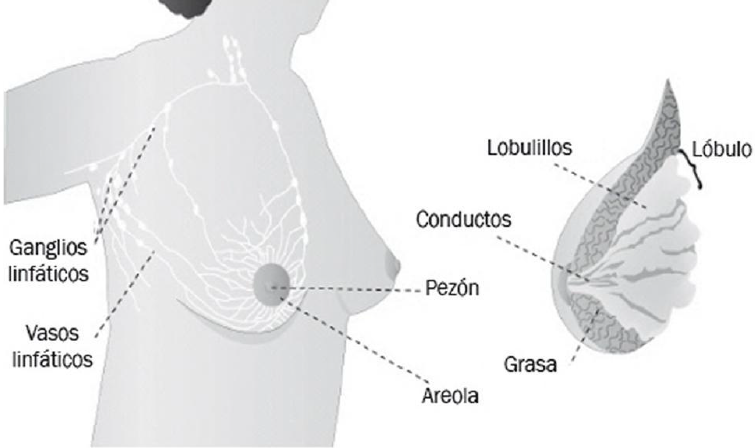 Ganglios
linfáticos
Vasos
linfáticos
Pezón
Areola
Lobulillos
Lóbulo
Conductos
Grasa